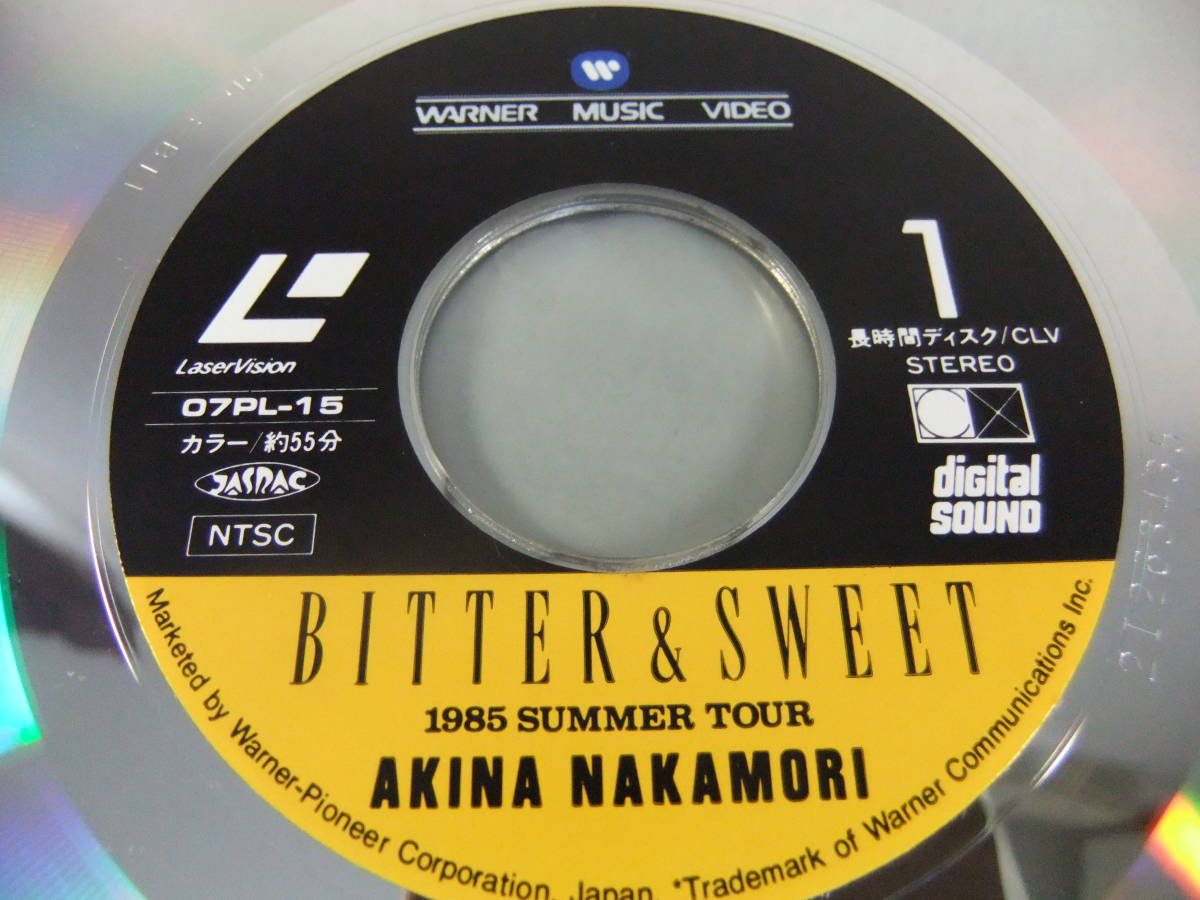 WARNER MUSIC VIDEO
LaserVision
07PL-15
カラー/約55分
JASRAC
NTSC
1
長時間ディスク/CLV
STEREO
digital
SOUND
BITTER & SWEET
1985 SUMMER TOUR
AKINA NAKAMORI
Marketed by Warner-Pioneer Corporation, Japan. *Trademark of Warner Communications Inc.